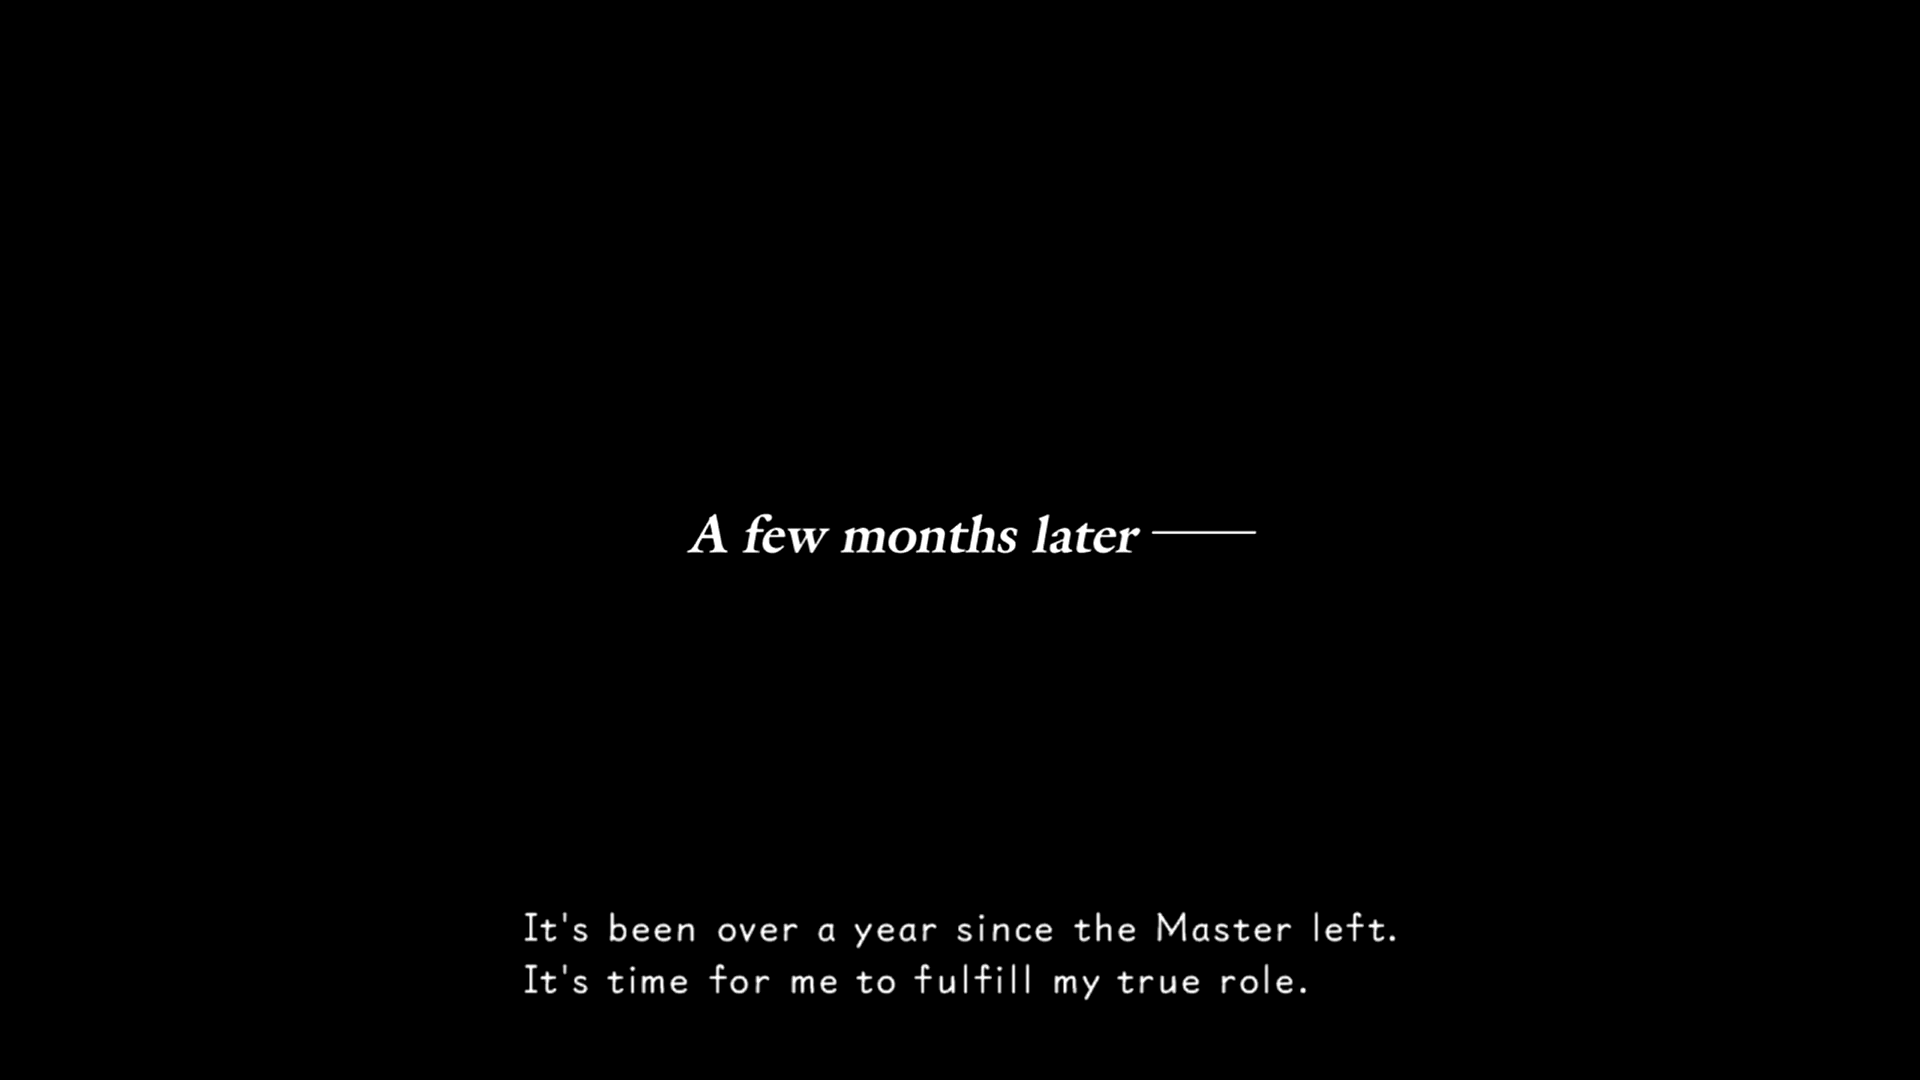 A few months later ——
It's been over a year since the Master left.
It's time for me to fulfill my true role.